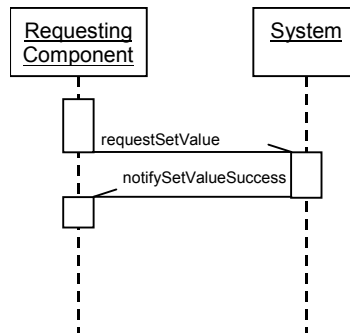 Requesting
Component
System
requestSetValue
notifySetValueSuccess